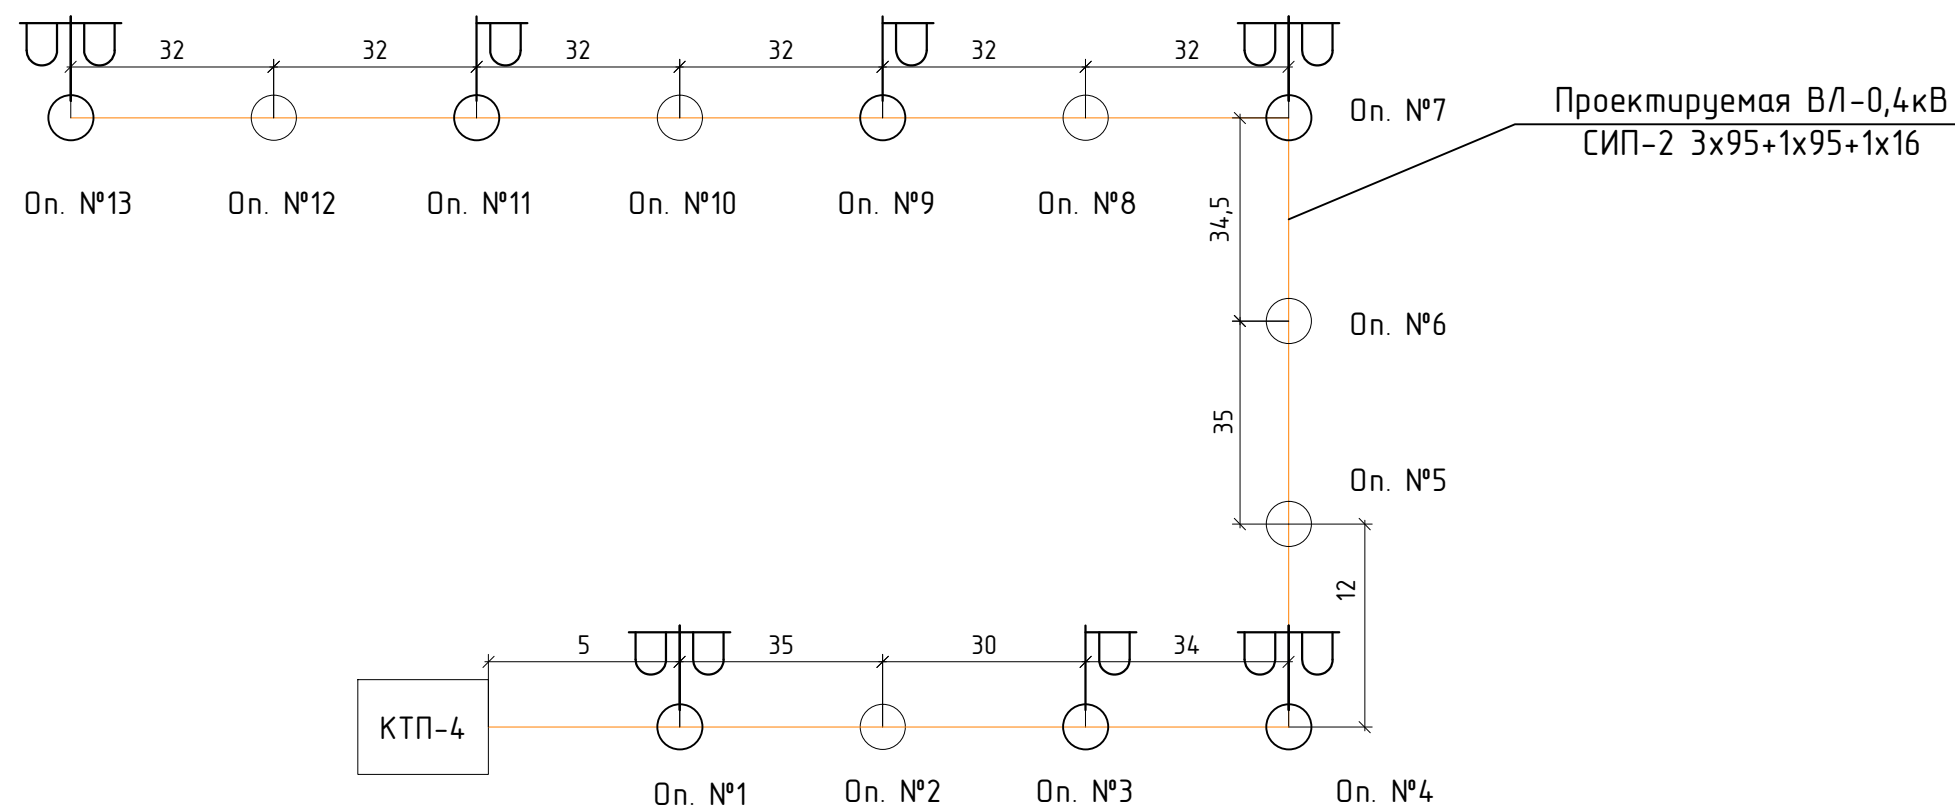 32 32 32 32 32 32
Оп. №7
Проектируемая ВЛ-0,4кВ
СИП-2 3х95+1х95+1х16
Оп. №13 Оп. №12 Оп. №11 Оп. №10 Оп. №9 Оп. №8
34,5
Оп. №6
35
Оп. №5
12
5 35 30 34
КТП-4
Оп. №1 Оп. №2 Оп. №3 Оп. №4